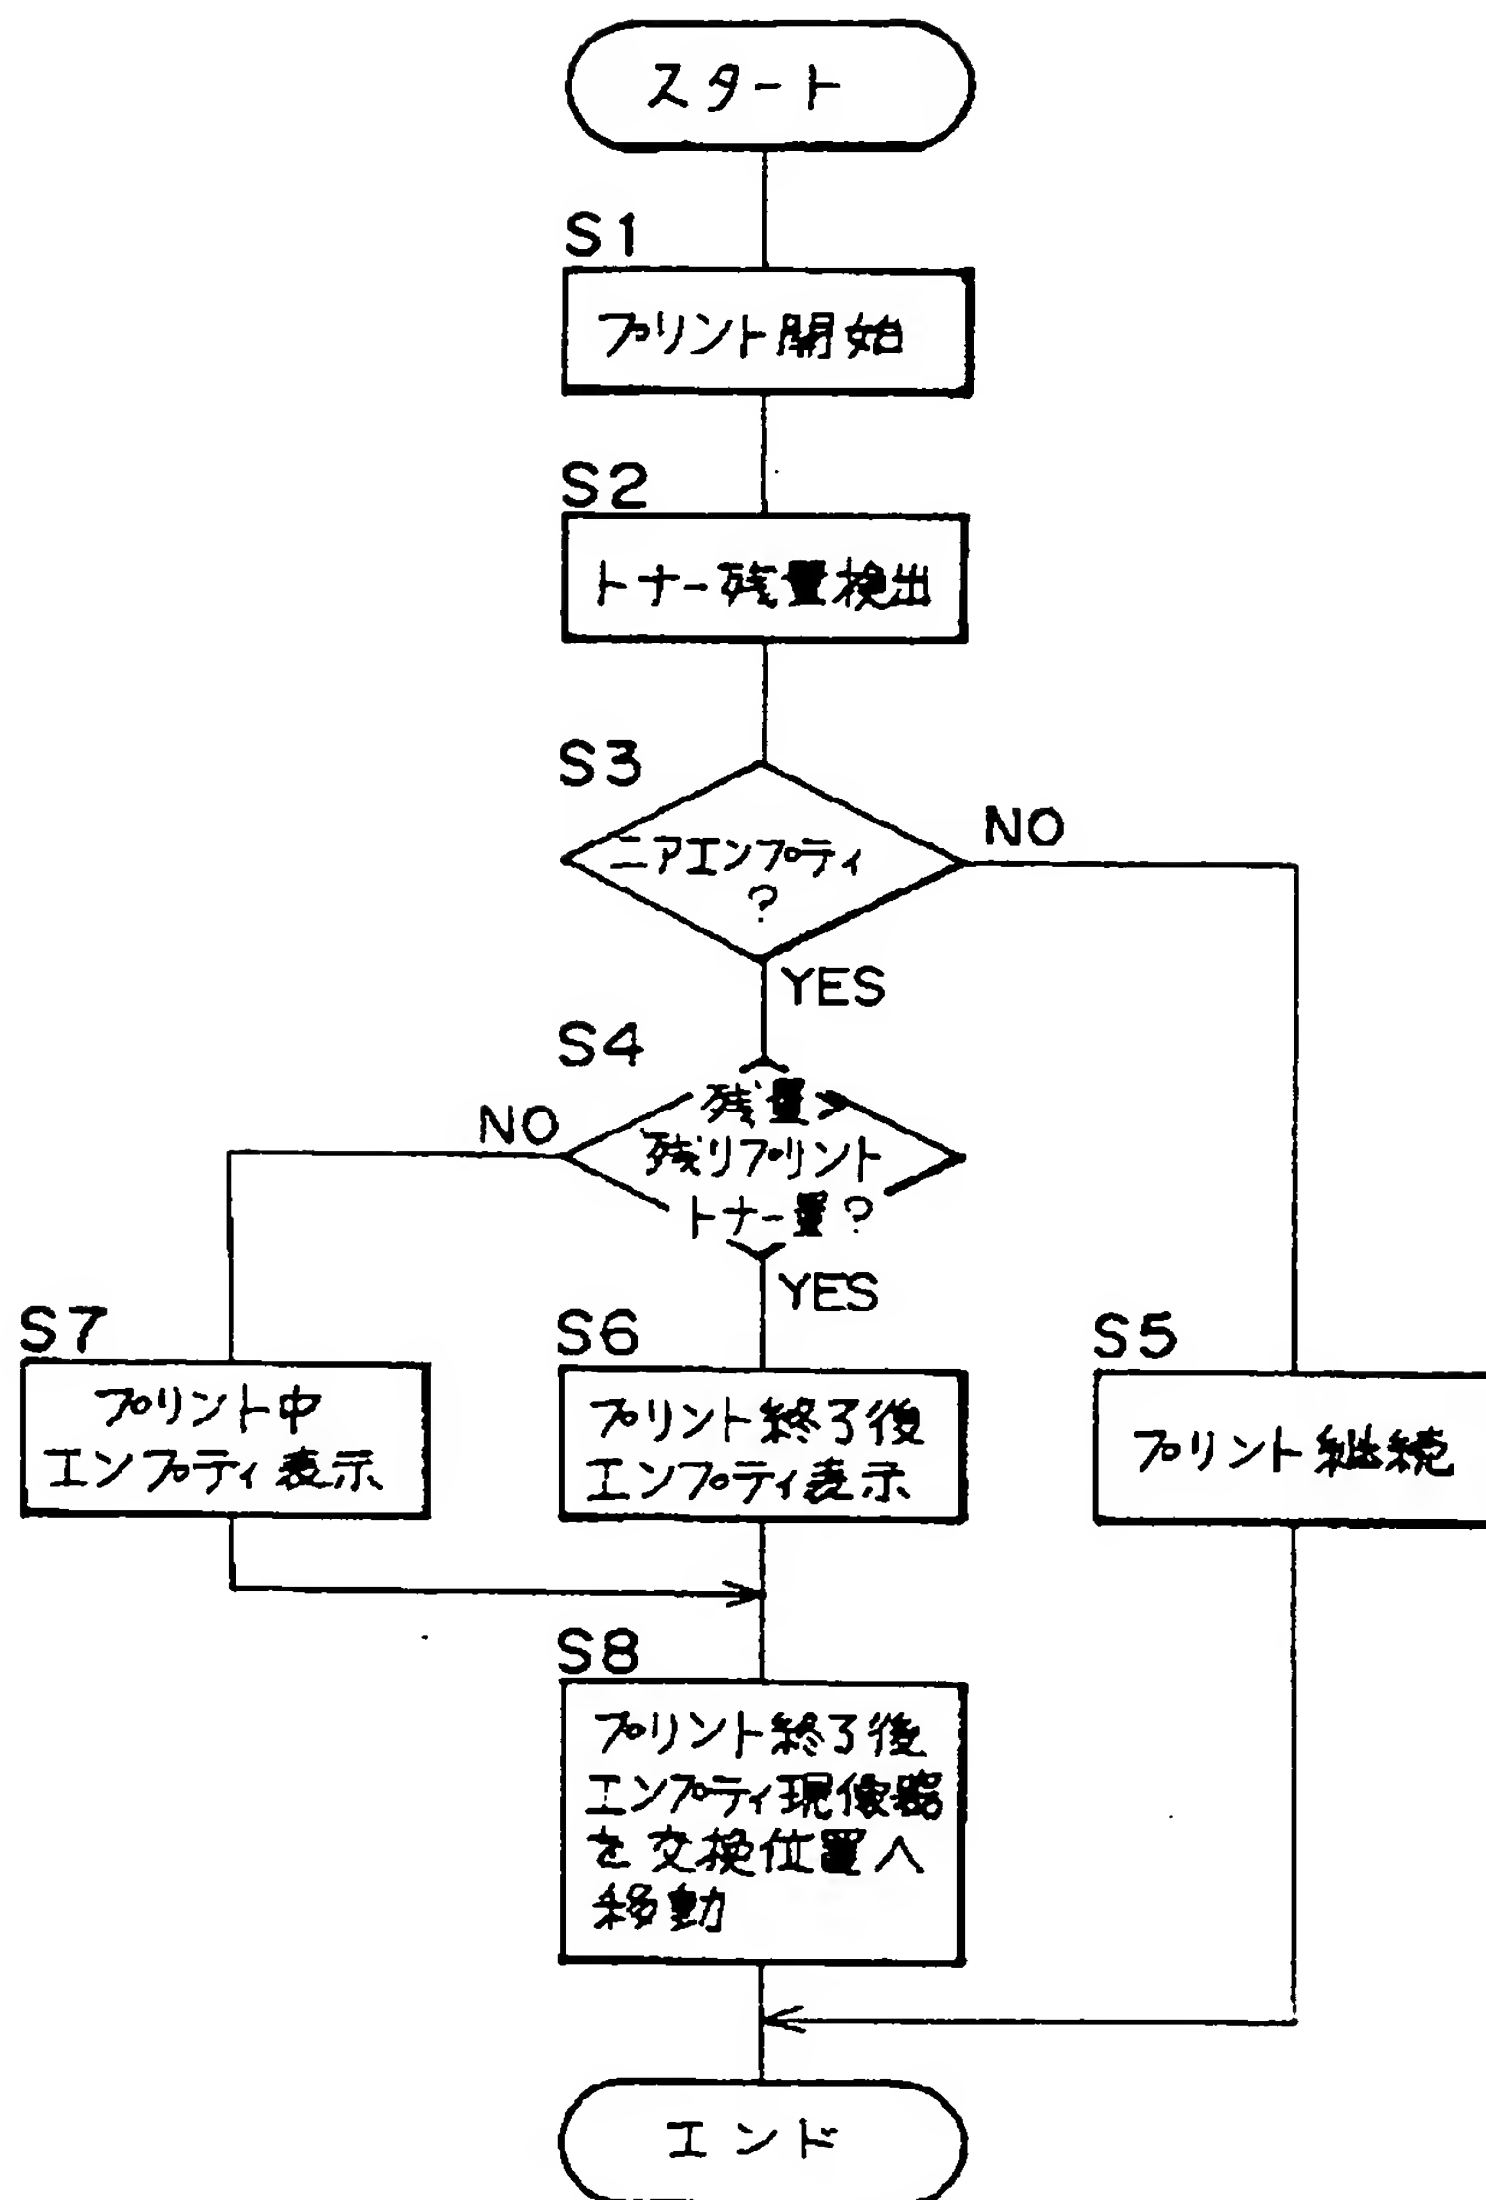 スタート
S1
プリント開始
S2
トナー残量検出
S3
ニアエンプティ
?
NO
YES
S4
残量>
残りプリント
トナー量?
NO
YES
S7
プリント中
エンプティ表示
S6
プリント終了後
エンプティ表示
S5
プリント継続
S8
プリント終了後
エンプティ現像器
を交換位置へ
移動
エンド